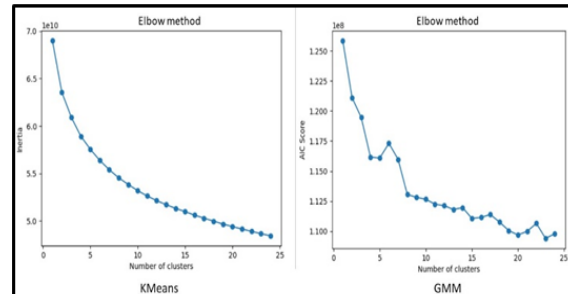 Elbow method
7.0
1e10
6.5
6.0
5.5
5.0
Inertia
0
5
10
15
20
25
Number of clusters
KMeans
Elbow method
1e8
1.250
1.225
1.200
1.175
1.150
1.125
1.100
AIC Score
0
5
10
15
20
25
Number of clusters
GMM